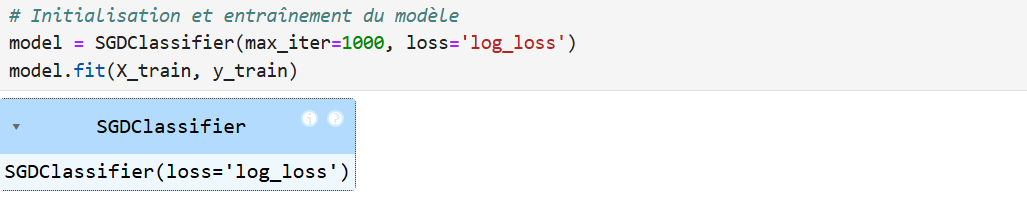 # Initialisation et entraînement du modèle
model = SGDClassifier(max_iter=1000, loss='log_loss')
model.fit(X_train, y_train)
▾ SGDClassifier i ?
SGDClassifier(loss='log_loss')